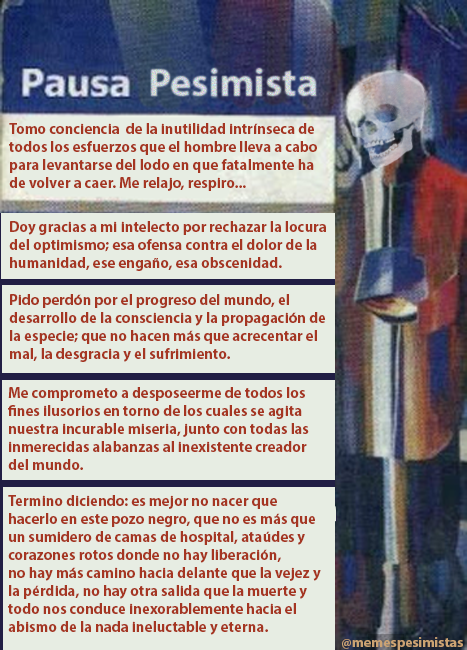 Pausa Pesimista
Tomo conciencia de la inutilidad intrínseca de
todos los esfuerzos que el hombre lleva a cabo
para levantarse del lodo en que fatalmente ha
de volver a caer. Me relajo, respiro...
Doy gracias a mi intelecto por rechazar la locura
del optimismo; esa ofensa contra el dolor de la
humanidad, ese engaño, esa obscenidad.
Pido perdón por el progreso del mundo, el
desarrollo de la consciencia y la propagación de
la especie; que no hacen más que acrecentar el
mal, la desgracia y el sufrimiento.
Me comprometo a desposeerme de todos los
fines ilusorios en torno de los cuales se agita
nuestra incurable miseria, junto con todas las
inmerecidas alabanzas al inexistente creador
del mundo.
Termino diciendo: es mejor no nacer que
hacerlo en este pozo negro, que no es más que
un sumidero de camas de hospital, ataúdes y
corazones rotos donde no hay liberación,
no hay más camino hacia delante que la vejez y
la pérdida, no hay otra salida que la muerte y
todo nos conduce inexorablemente hacia el
abismo de la nada ineluctable y eterna.
@memespesimistas